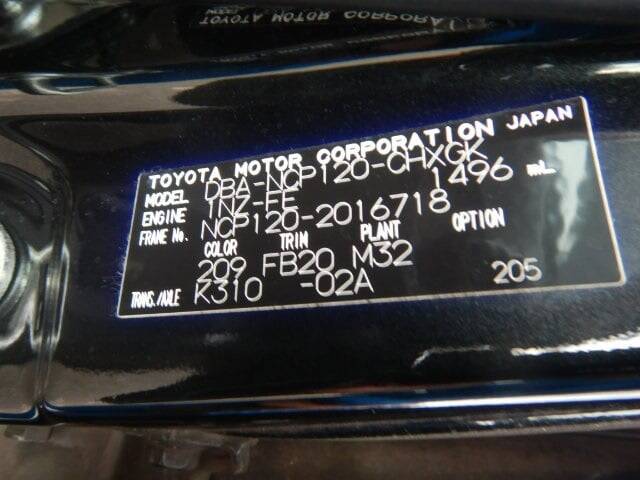 TOYOTA MOTOR CORPORATION JAPAN
MODEL DBA-NCP120-CHXGK
ENGINE 1NZ-FE 1496 mL
FRAME No. NCP120-2016718
COLOR TRIM PLANT OPTION
209 FB20 M32
TRANS./AXLE K310 -02A 205